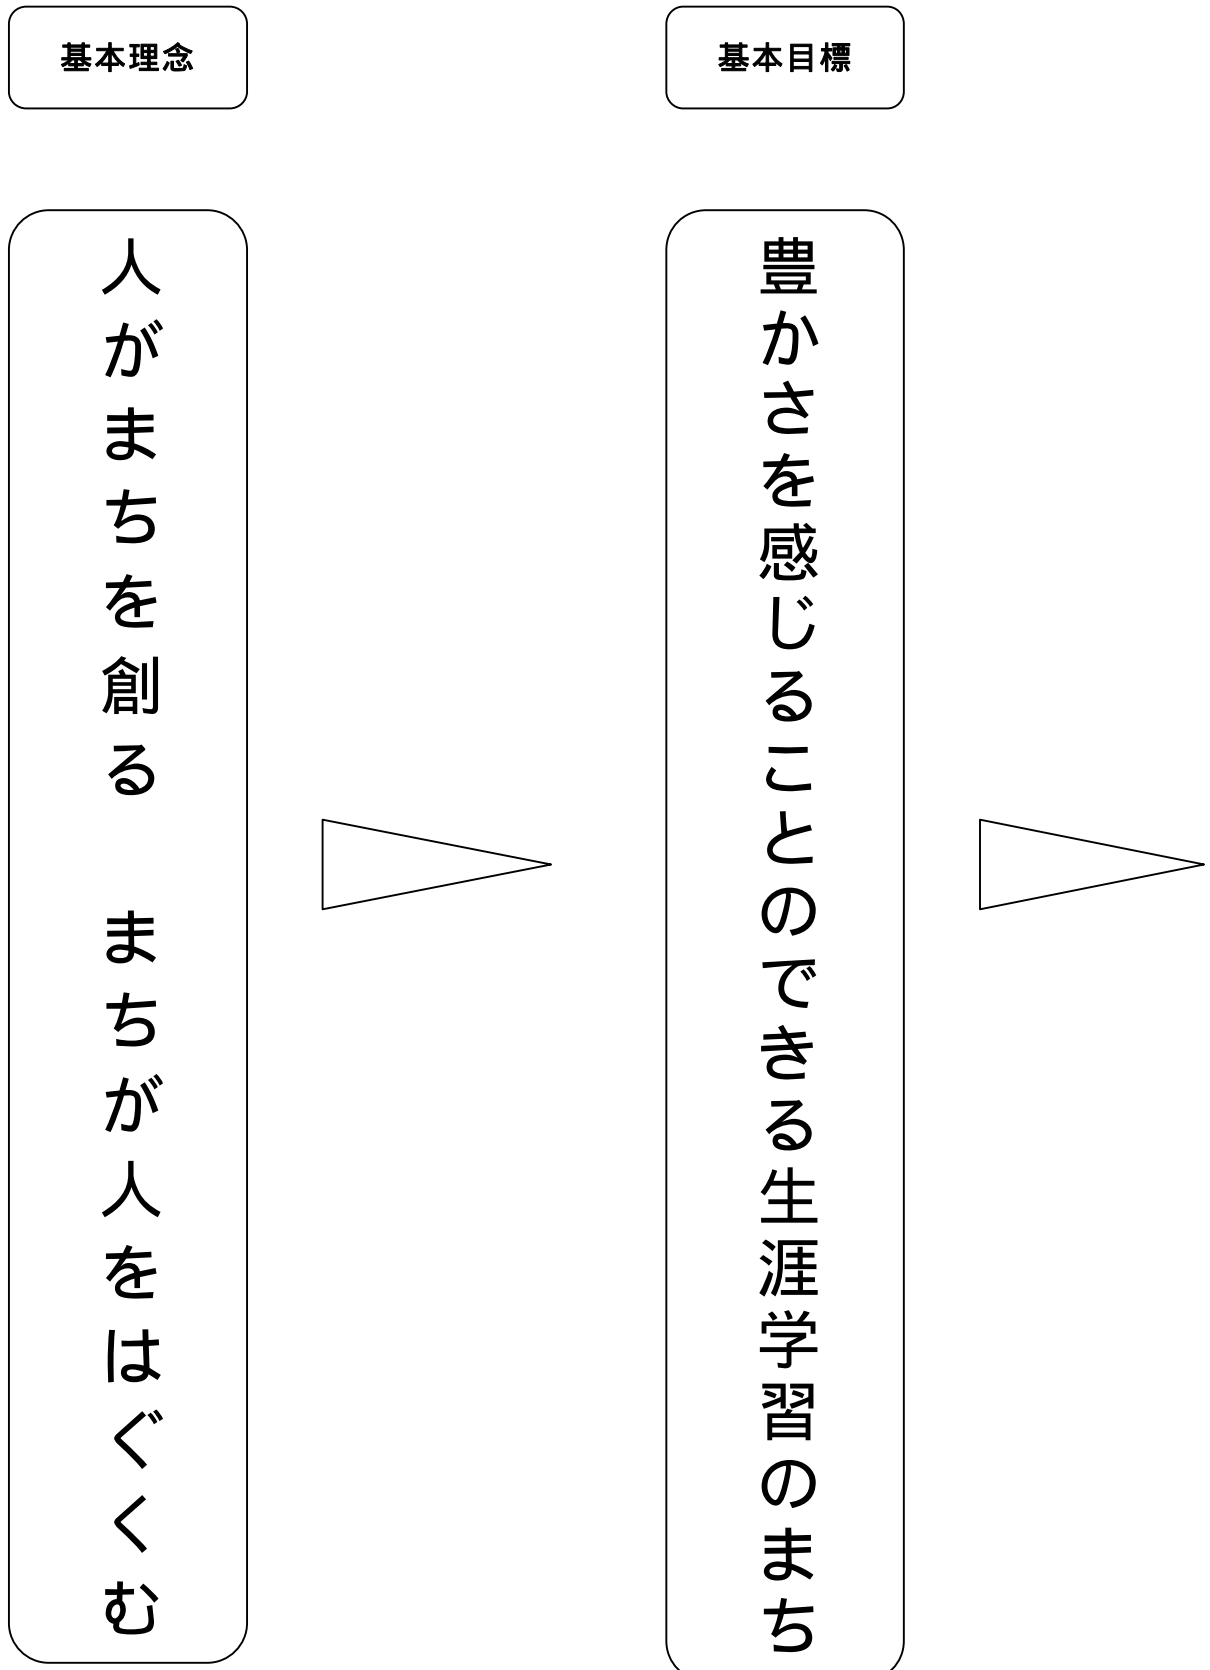 基本理念
基本目標
人がまちを創る　まちが人をはぐくむ
豊かさを感じることのできる生涯学習のまち